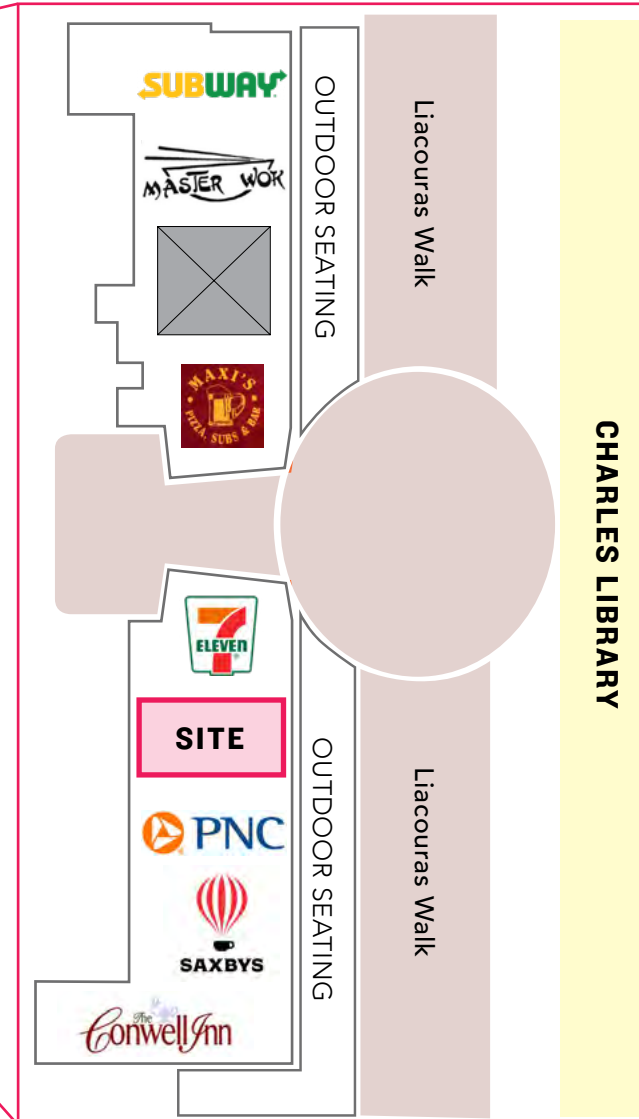 SUBWAY
MASTER WOK
MAXI'S
PIZZA, SUBS & BAR
OUTDOOR SEATING
Liacouras Walk
CHARLES LIBRARY
7
ELEVEN
SITE
PNC
SAXBYS
The
Conwell Inn
OUTDOOR SEATING
Liacouras Walk